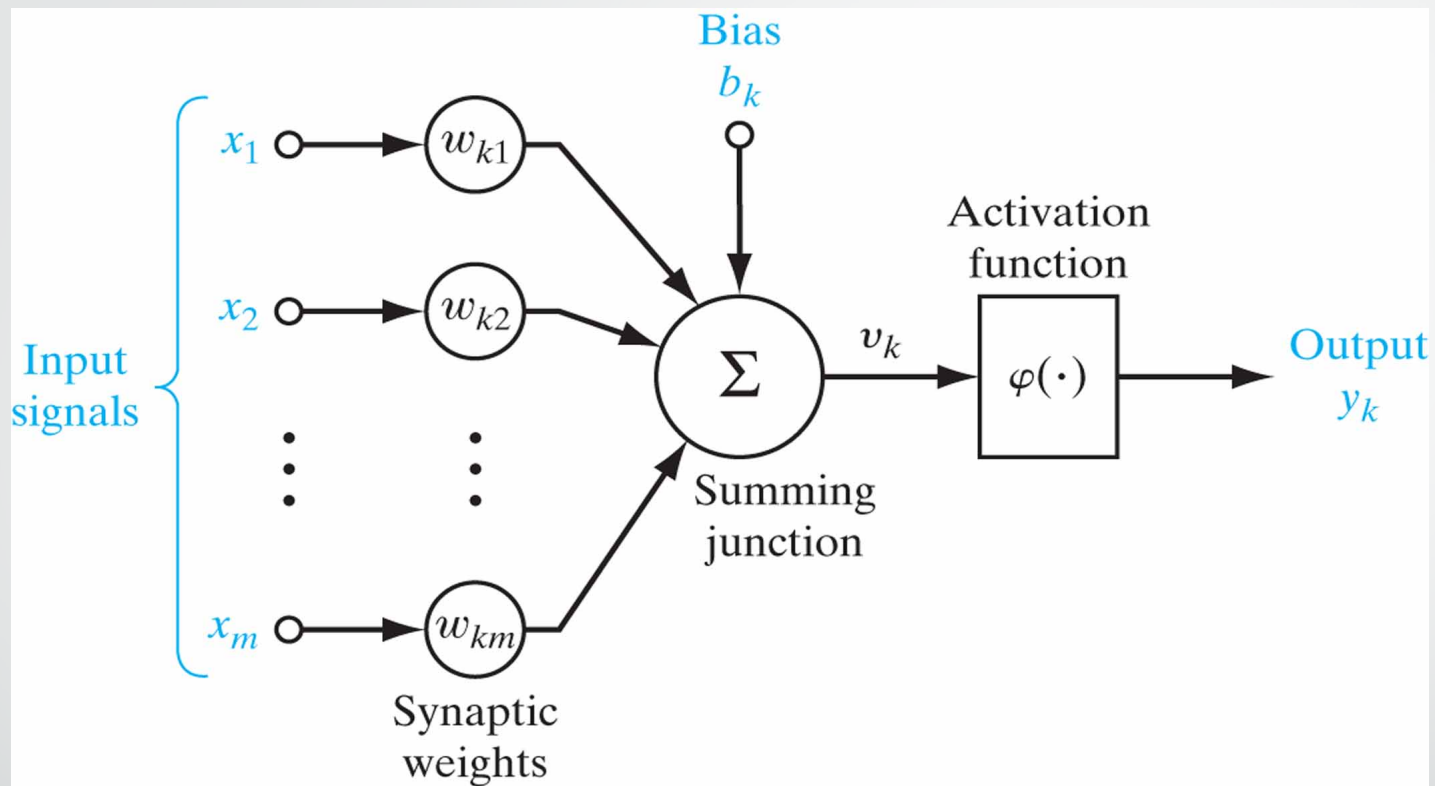 Bias
b_k
x_1
w_k1
Activation
function
x_2
w_k2
Input
signals
Σ
v_k
φ(·)
Output
y_k
Summing
junction
x_m
w_km
Synaptic
weights